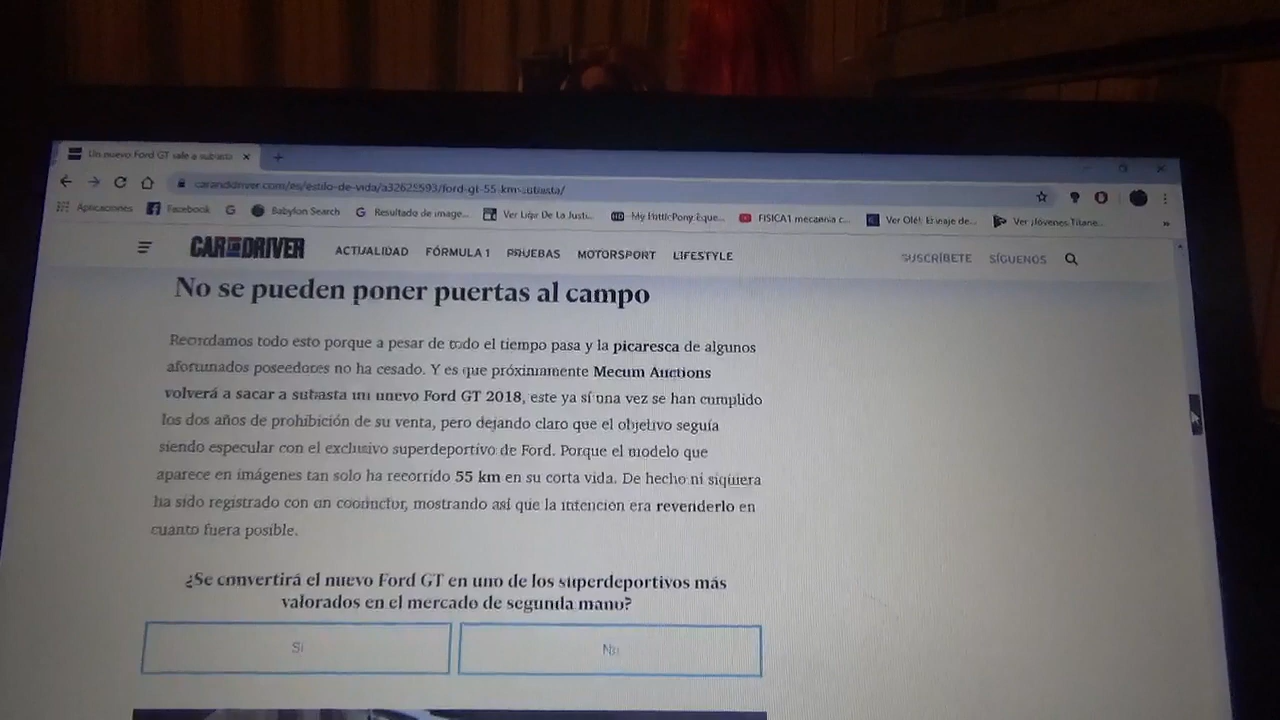 Un nuevo Ford GT sale a subasta
caranddriver.com/es/estilo-de-vida/a32625593/ford-gt-55-km-subasta/
Aplicaciones Facebook Babylon Search Resultado de image... Ver Liga De La Justi... My Little Pony Eque... FISICA1 mecannia c... Ver Olé! El viaje de... Ver Jóvenes Titane...
CAR AND DRIVER ACTUALIDAD FÓRMULA 1 PRUEBAS MOTORSPORT LIFESTYLE SUSCRÍBETE SÍGUENOS
No se pueden poner puertas al campo
Recordamos todo esto porque a pesar de todo el tiempo pasa y la picaresca de algunos
afortunados poseedores no ha cesado. Y es que próximamente Mecum Auctions
volverá a sacar a subasta un nuevo Ford GT 2018, este ya sí una vez se han cumplido
los dos años de prohibición de su venta, pero dejando claro que el objetivo seguía
siendo especular con el exclusivo superdeportivo de Ford. Porque el modelo que
aparece en imágenes tan solo ha recorrido 55 km en su corta vida. De hecho ni siquiera
ha sido registrado con un conductor, mostrando así que la intención era revenderlo en
cuanto fuera posible.
¿Se convertirá el nuevo Ford GT en uno de los superdeportivos más
valorados en el mercado de segunda mano?
Sí No